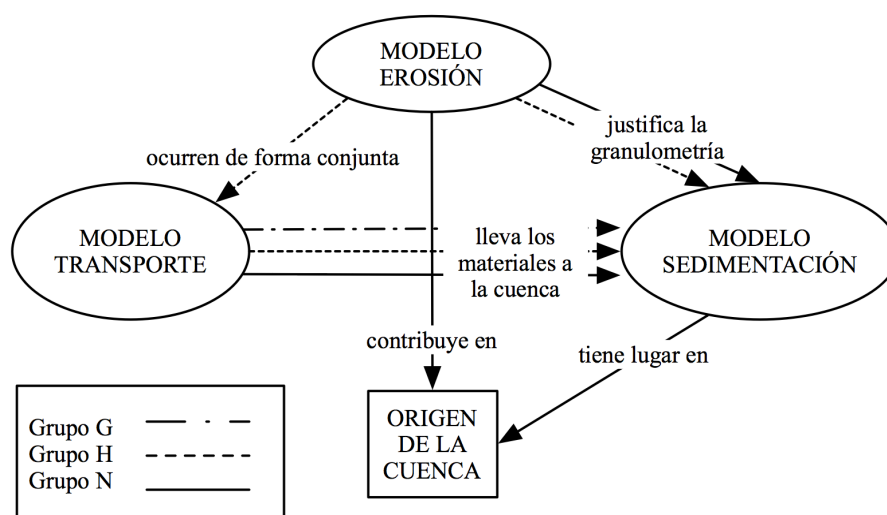 MODELO
EROSIÓN
justifica la
granulometría
ocurren de forma conjunta
MODELO
TRANSPORTE
lleva los
materiales a
la cuenca
MODELO
SEDIMENTACIÓN
contribuye en
tiene lugar en
ORIGEN
DE LA
CUENCA
Grupo G
Grupo H
Grupo N